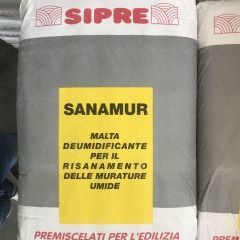 SIPRE
SANAMUR
MALTA
DEUMIDIFICANTE
PER IL
RISANAMENTO
DELLE MURATURE
UMIDE
PREMISCELATI PER L'EDILIZIA